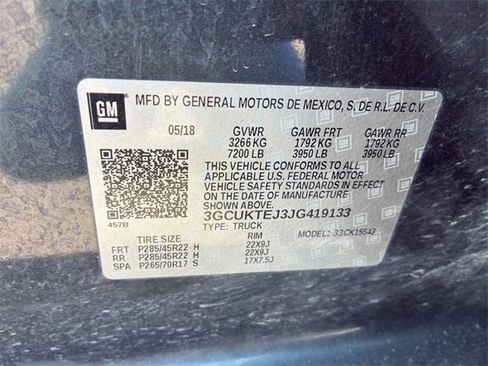 GM
MFD BY GENERAL MOTORS DE MEXICO, S. DE R.L. DE C.V.
05/18 GVWR GAWR FRT GAWR RR
3266 KG 1792 KG 1792 KG
7200 LB 3950 LB 3950 LB
THIS VEHICLE CONFORMS TO ALL
APPLICABLE U.S. FEDERAL MOTOR
VEHICLE SAFETY STANDARDS IN
EFFECT ON THE DATE OF
MANUFACTURE SHOWN ABOVE.
3GCUKTEJ3JG419133
457B TYPE: TRUCK
TIRE SIZE RIM MODEL: 33CK15543
FRT P285/45R22 H 22X9J
RR P285/45R22 H 22X9J
SPA P265/70R17 S 17X7.5J